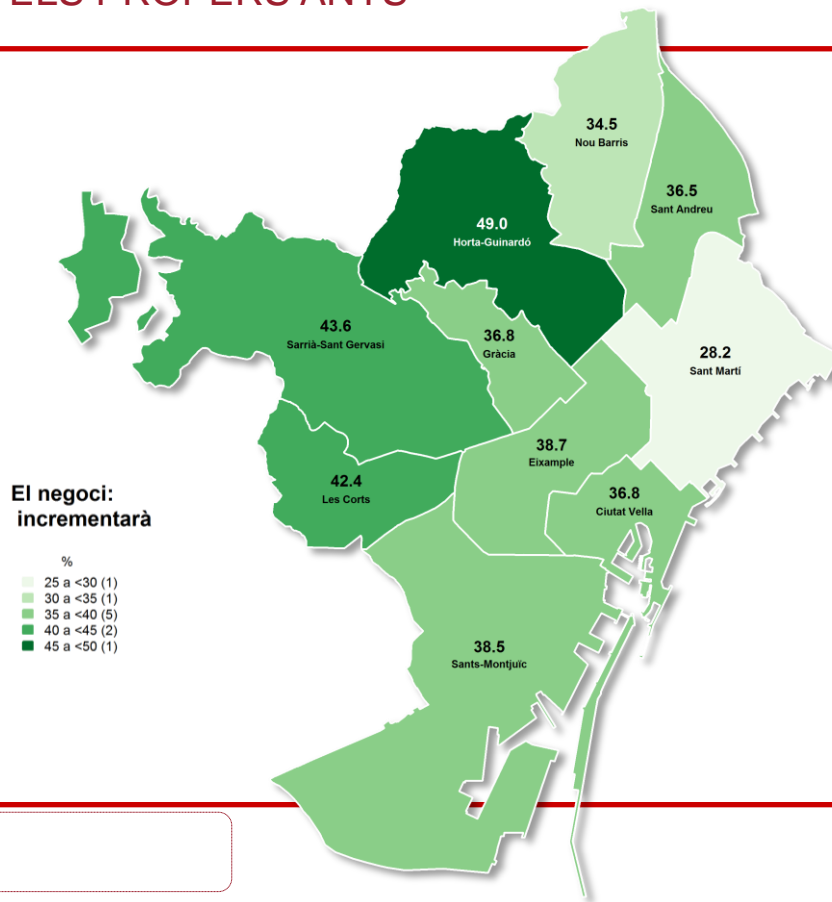 ELS PROPERS ANYS
34.5
Nou Barris
36.5
Sant Andreu
49.0
Horta-Guinardó
43.6
Sarrià-Sant Gervasi
36.8
Gràcia
28.2
Sant Martí
38.7
Eixample
42.4
Les Corts
36.8
Ciutat Vella
El negoci:
incrementarà
%
25 a <30 (1)
30 a <35 (1)
35 a <40 (5)
40 a <45 (2)
45 a <50 (1)
38.5
Sants-Montjuïc